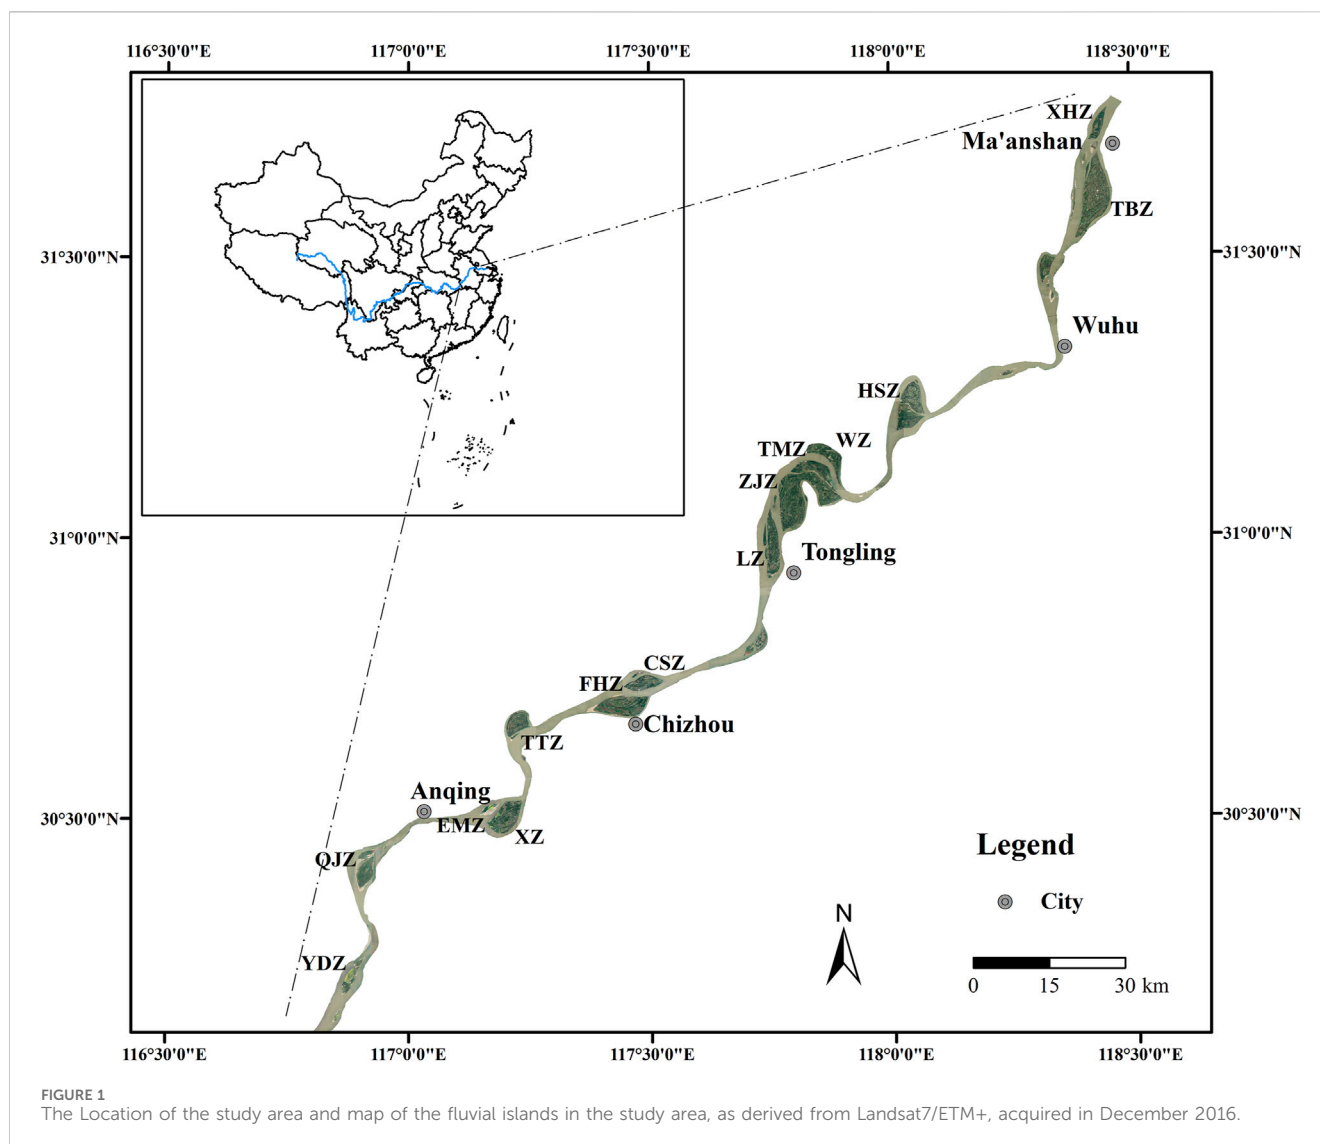 116°30'0"E 117°0'0"E 117°30'0"E 118°0'0"E 118°30'0"E
XHZ
Ma'anshan
TBZ
31°30'0"N
31°30'0"N
Wuhu
HSZ
WZ
TMZ
ZJZ
31°0'0"N
31°0'0"N
LZ
Tongling
CSZ
FHZ
Chizhou
TTZ
Anqing
30°30'0"N
30°30'0"N
EMZ
XZ
QJZ
Legend
City
N
YDZ
0 15 30 km
116°30'0"E 117°0'0"E 117°30'0"E 118°0'0"E 118°30'0"E
FIGURE 1
The Location of the study area and map of the fluvial islands in the study area, as derived from Landsat7/ETM+, acquired in December 2016.